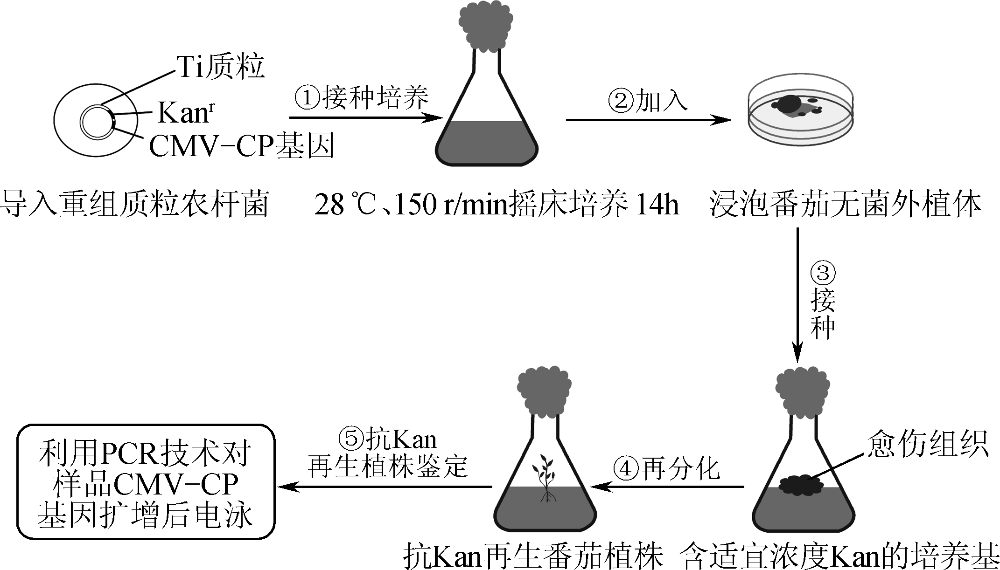 Ti质粒
Kanʳ
CMV-CP基因
导入重组质粒农杆菌
①接种培养
28 ℃、150 r/min摇床培养 14h
②加入
浸泡番茄无菌外植体
③
接
种
愈伤组织
含适宜浓度Kan的培养基
④再分化
抗Kan再生番茄植株
⑤抗Kan
再生植株鉴定
利用PCR技术对
样品CMV-CP
基因扩增后电泳